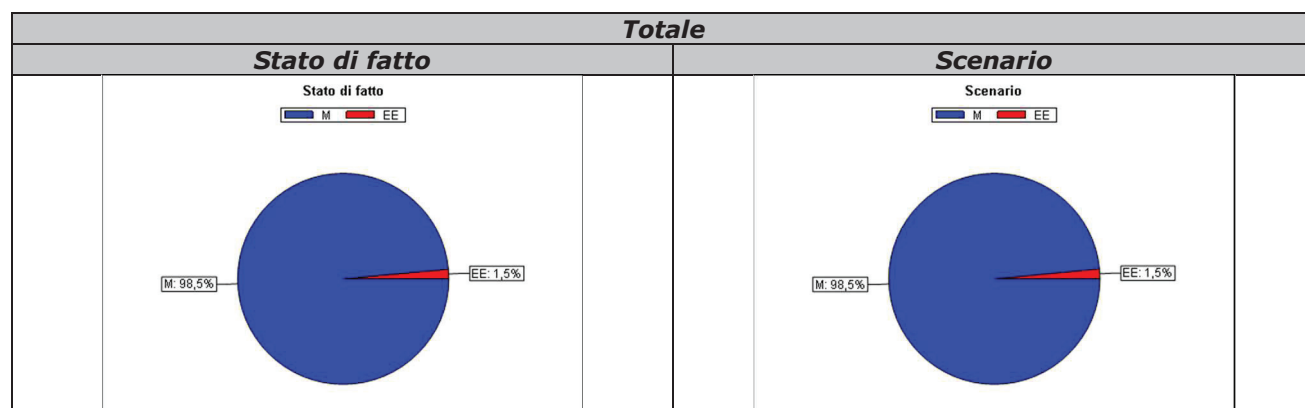 Totale
Stato di fatto
Scenario
Stato di fatto
M EE
M: 98,5%
EE: 1,5%
Scenario
M EE
M: 98,5%
EE: 1,5%